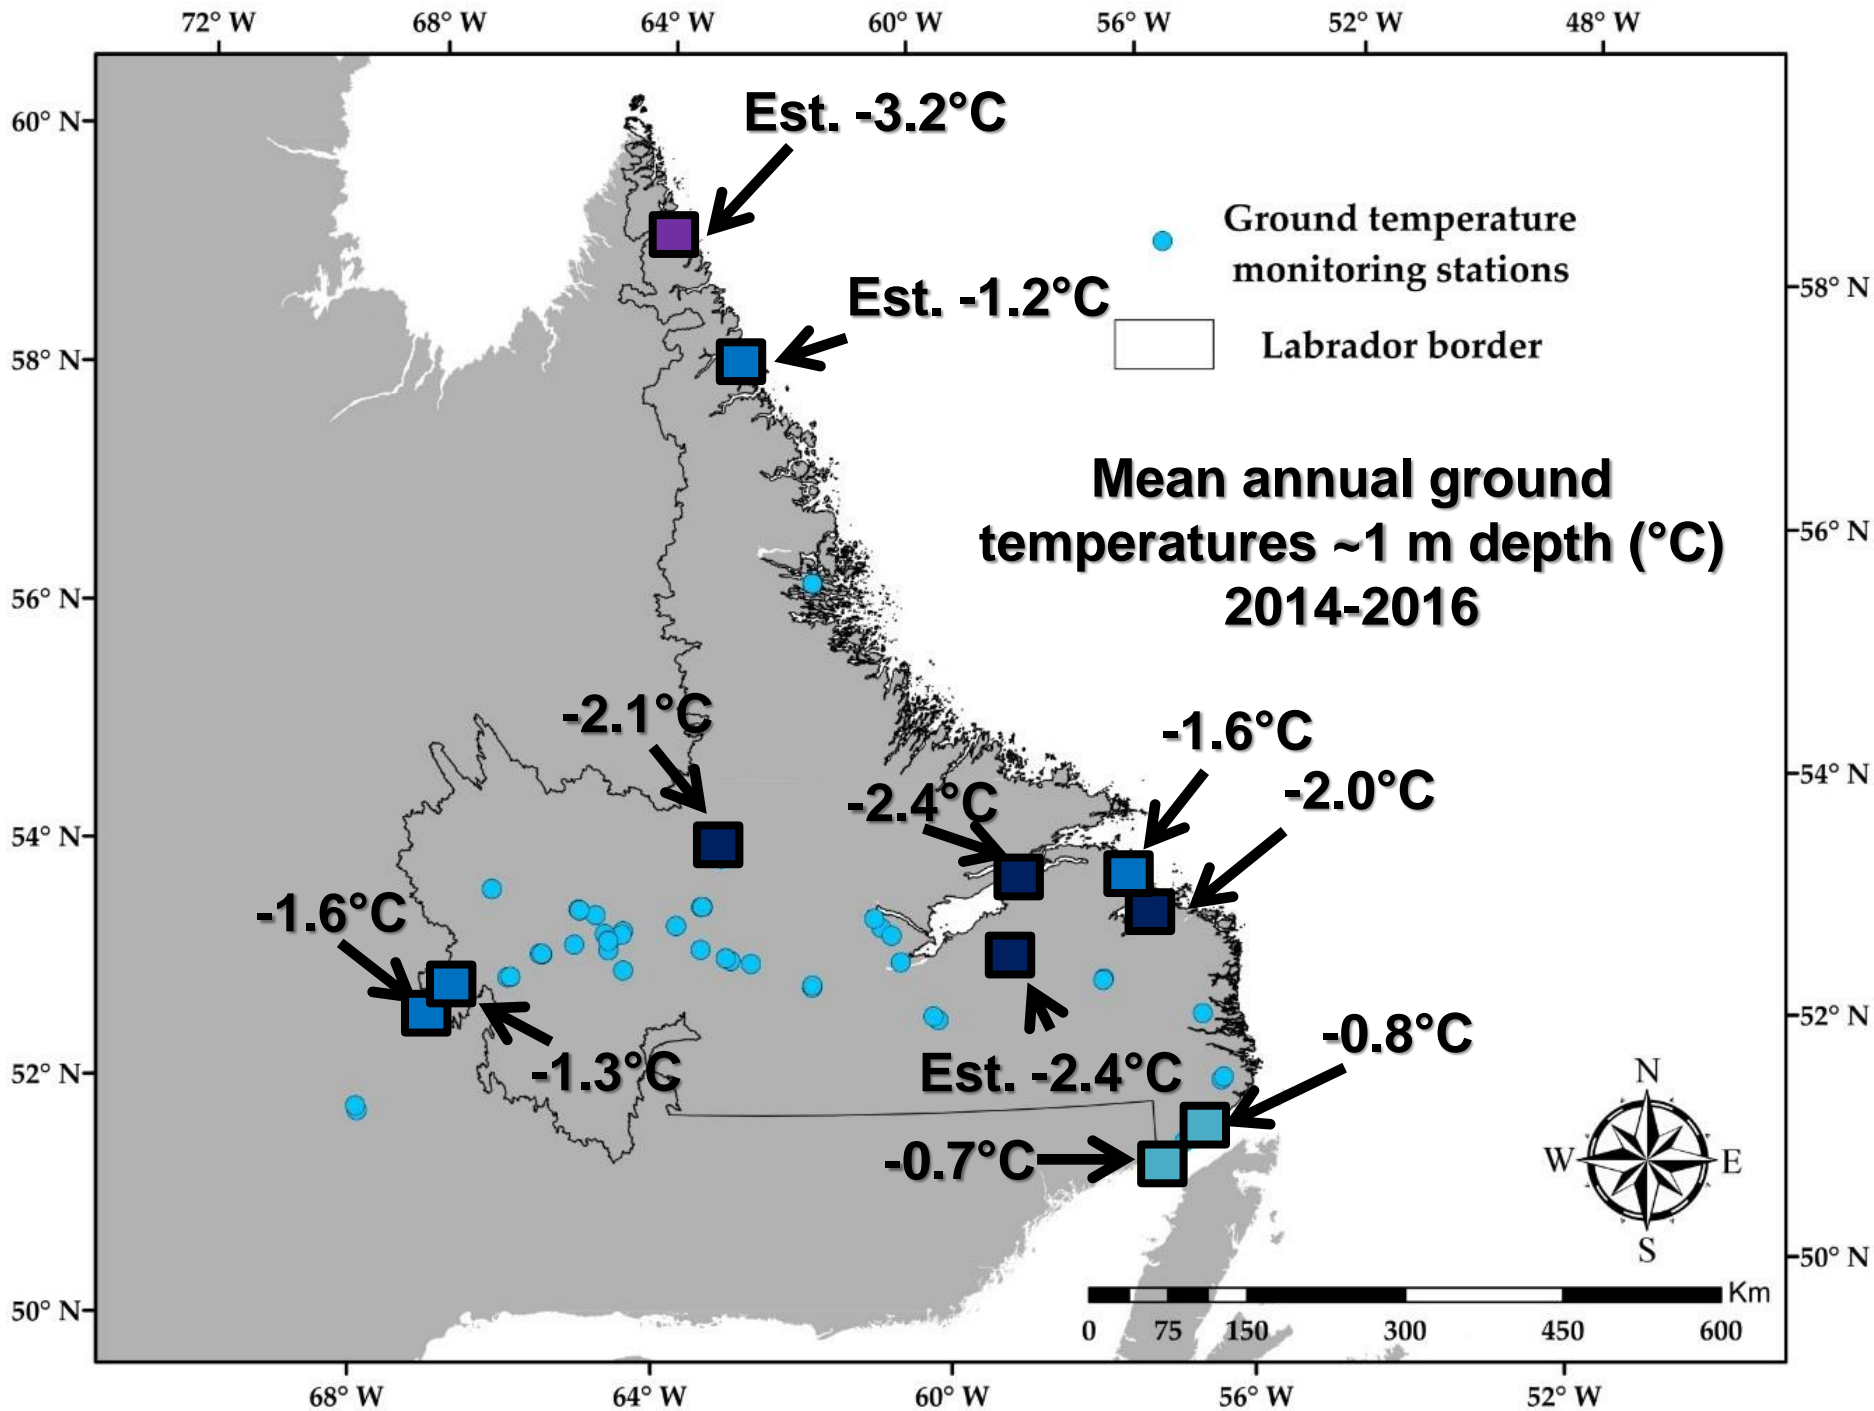 72° W
68° W
64° W
60° W
56° W
52° W
48° W
60° N
58° N
56° N
54° N
52° N
50° N
Est. -3.2°C
Est. -1.2°C
Ground temperature
monitoring stations
Labrador border
Mean annual ground
temperatures ~1 m depth (°C)
2014-2016
-2.1°C
-2.4°C
-1.6°C
-2.0°C
-1.6°C
-1.3°C
Est. -2.4°C
-0.8°C
-0.7°C
58° N
56° N
54° N
52° N
50° N
N
W
E
S
Km
0
75
150
300
450
600
68° W
64° W
60° W
56° W
52° W